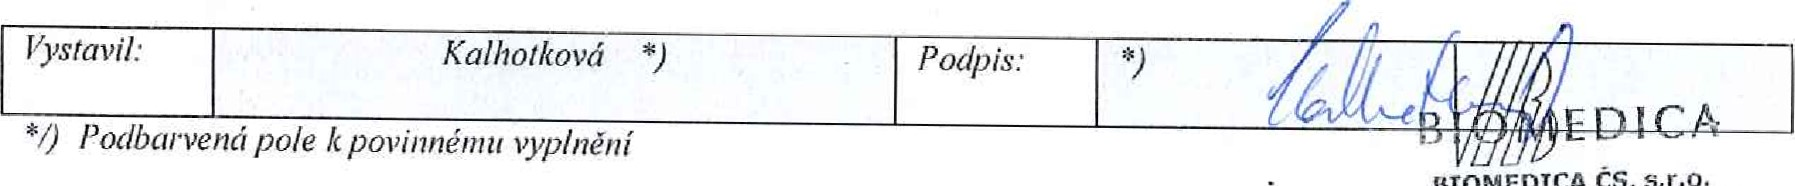 Vystavil: Kalhotková *) Podpis: *)
BIOMEDICA
*/) Podbarvená pole k povinnému vyplnění
BIOMEDICA ČS, s.r.o.